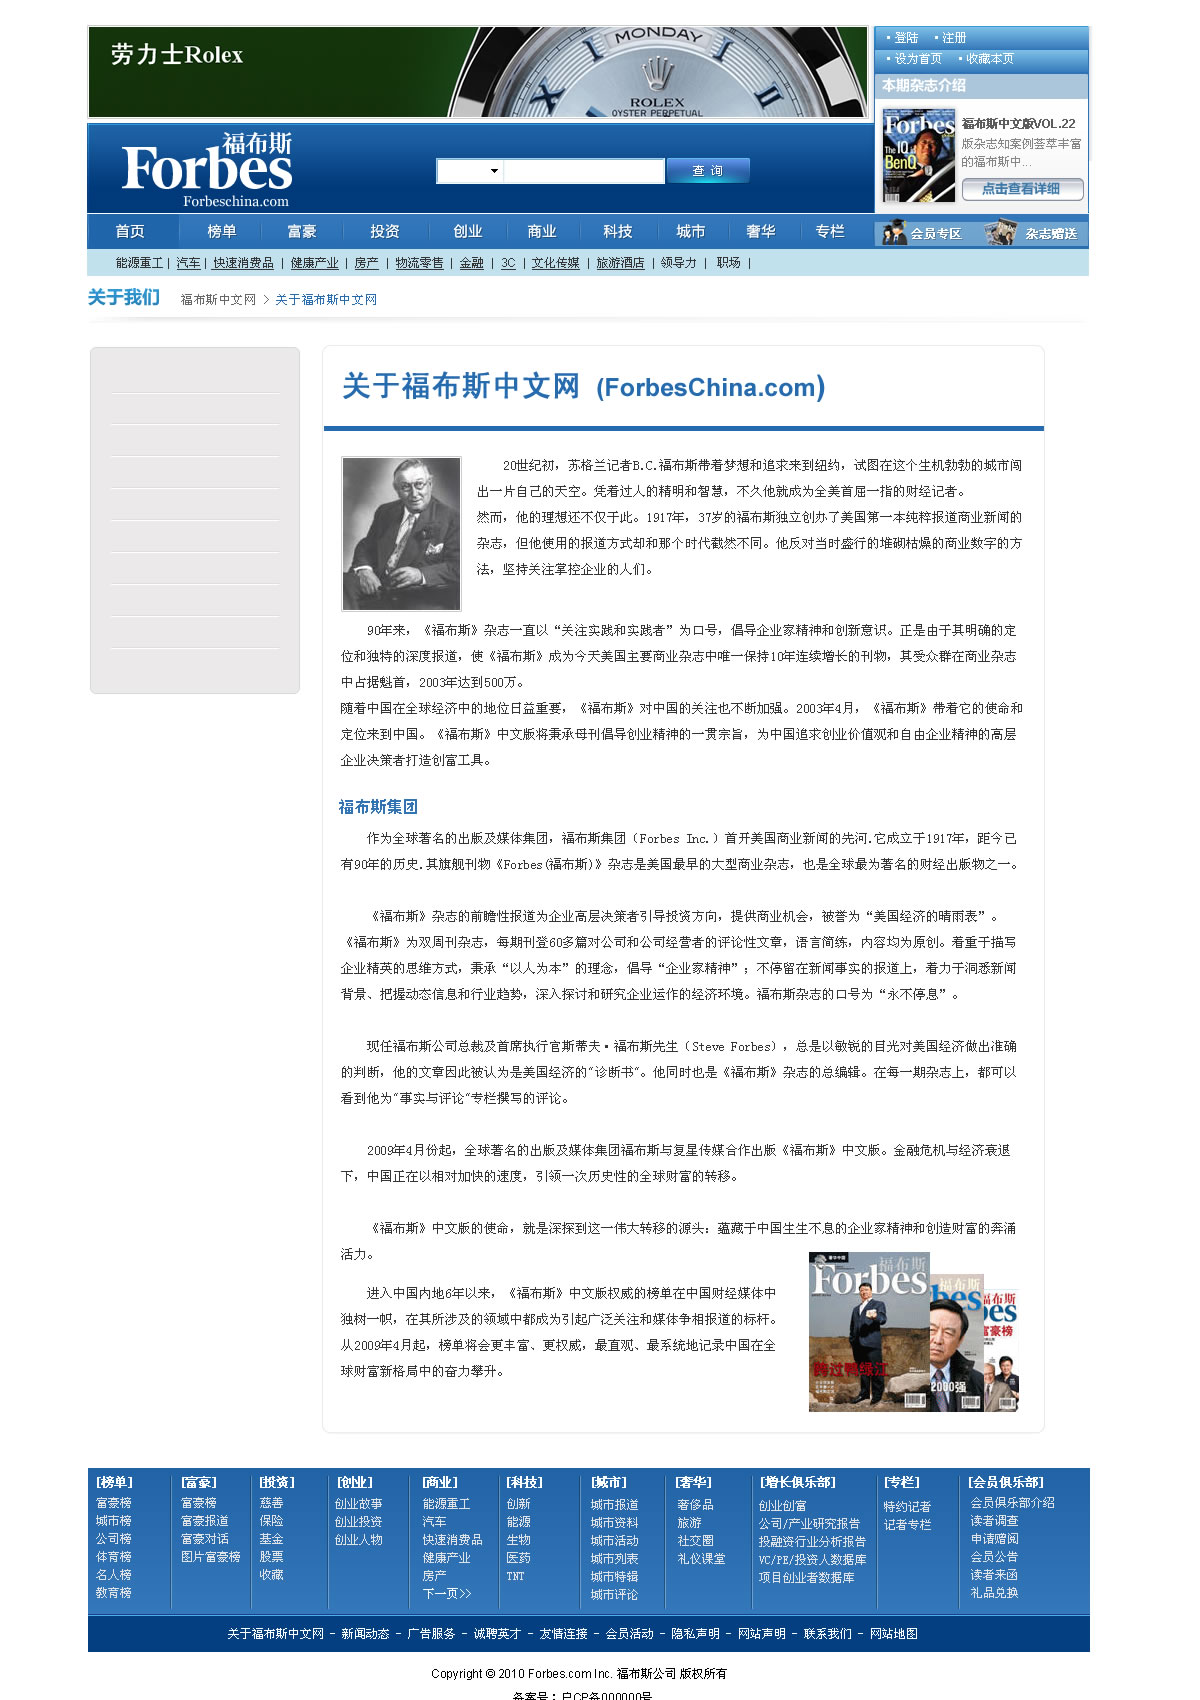 劳力士Rolex
MONDAY
ROLEX
OYSTER PERPETUAL
登陆 注册
设为首页 收藏本页
本期杂志介绍
Forbes
The 10
BenQ
福布斯中文版VOL.22
版杂志知案例荟萃丰富
的福布斯中...
点击查看详细
福布斯
Forbes
Forbeschina.com
查 询
首页 榜单 富豪 投资 创业 商业 科技 城市 奢华 专栏
会员专区 杂志赠送
能源重工 | 汽车 | 快速消费品 | 健康产业 | 房产 | 物流零售 | 金融 | 3C | 文化传媒 | 旅游酒店 | 领导力 | 职场 |
关于我们 福布斯中文网 > 关于福布斯中文网
关于福布斯中文网 (ForbesChina.com)
20世纪初，苏格兰记者B.C.福布斯带着梦想和追求来到纽约，试图在这个生机勃勃的城市闯
出一片自己的天空。凭着过人的精明和智慧，不久他就成为全美首屈一指的财经记者。
然而，他的理想还不仅于此。1917年，37岁的福布斯独立创办了美国第一本纯粹报道商业新闻的
杂志，但他使用的报道方式却和那个时代截然不同。他反对当时盛行的堆砌枯燥的商业数字的方
法，坚持关注掌控企业的人们。
90年来，《福布斯》杂志一直以“关注实践和实践者”为口号，倡导企业家精神和创新意识。正是由于其明确的定
位和独特的深度报道，使《福布斯》成为今天美国主要商业杂志中唯一保持10年连续增长的刊物，其受众群在商业杂志
中占据魁首，2003年达到500万。
随着中国在全球经济中的地位日益重要，《福布斯》对中国的关注也不断加强。2003年4月，《福布斯》带着它的使命和
定位来到中国。《福布斯》中文版将秉承母刊倡导创业精神的一贯宗旨，为中国追求创业价值观和自由企业精神的高层
企业决策者打造创富工具。
福布斯集团
作为全球著名的出版及媒体集团，福布斯集团（Forbes Inc.）首开美国商业新闻的先河.它成立于1917年，距今已
有90年的历史.其旗舰刊物《Forbes(福布斯)》杂志是美国最早的大型商业杂志，也是全球最为著名的财经出版物之一。
《福布斯》杂志的前瞻性报道为企业高层决策者引导投资方向，提供商业机会，被誉为“美国经济的晴雨表”。
《福布斯》为双周刊杂志，每期刊登60多篇对公司和公司经营者的评论性文章，语言简练，内容均为原创。着重于描写
企业精英的思维方式，秉承“以人为本”的理念，倡导“企业家精神”；不停留在新闻事实的报道上，着力于洞悉新闻
背景、把握动态信息和行业趋势，深入探讨和研究企业运作的经济环境。福布斯杂志的口号为“永不停息”。
现任福布斯公司总裁及首席执行官斯蒂夫·福布斯先生（Steve Forbes），总是以敏锐的目光对美国经济做出准确
的判断，他的文章因此被认为是美国经济的"诊断书"。他同时也是《福布斯》杂志的总编辑。在每一期杂志上，都可以
看到他为"事实与评论"专栏撰写的评论。
2009年4月份起，全球著名的出版及媒体集团福布斯与复星传媒合作出版《福布斯》中文版。金融危机与经济衰退
下，中国正在以相对加快的速度，引领一次历史性的全球财富的转移。
《福布斯》中文版的使命，就是深探到这一伟大转移的源头：蕴藏于中国生生不息的企业家精神和创造财富的奔涌
活力。
进入中国内地6年以来，《福布斯》中文版权威的榜单在中国财经媒体中
独树一帜，在其所涉及的领域中都成为引起广泛关注和媒体争相报道的标杆。
从2009年4月起，榜单将会更丰富、更权威，最直观、最系统地记录中国在全
球财富新格局中的奋力攀升。
福布斯
Forbes
跨过鸭绿江
福布斯
2000强
福布斯
富豪榜
[榜单] [富豪] [投资] [创业] [商业] [科技] [城市] [奢华] [增长俱乐部] [专栏] [会员俱乐部]
富豪榜 富豪榜 慈善 创业故事 能源重工 创新 城市报道 奢侈品 创业创富 特约记者 会员俱乐部介绍
城市榜 富豪报道 保险 创业投资 汽车 能源 城市资料 旅游 公司/产业研究报告 记者专栏 读者调查
公司榜 富豪对话 基金 创业人物 快速消费品 生物 城市活动 社交圈 投融资行业分析报告 申请赠阅
体育榜 图片富豪榜 股票 健康产业 医药 城市列表 礼仪课堂 VC/PE/投资人数据库 会员公告
名人榜 收藏 房产 TNT 城市特辑 项目创业者数据库 读者来函
教育榜 下一页>> 城市评论 礼品兑换
关于福布斯中文网 - 新闻动态 - 广告服务 - 诚聘英才 - 友情连接 - 会员活动 - 隐私声明 - 网站声明 - 联系我们 - 网站地图
Copyright © 2010 Forbes.com Inc. 福布斯公司 版权所有
备案号：户CP备000000号